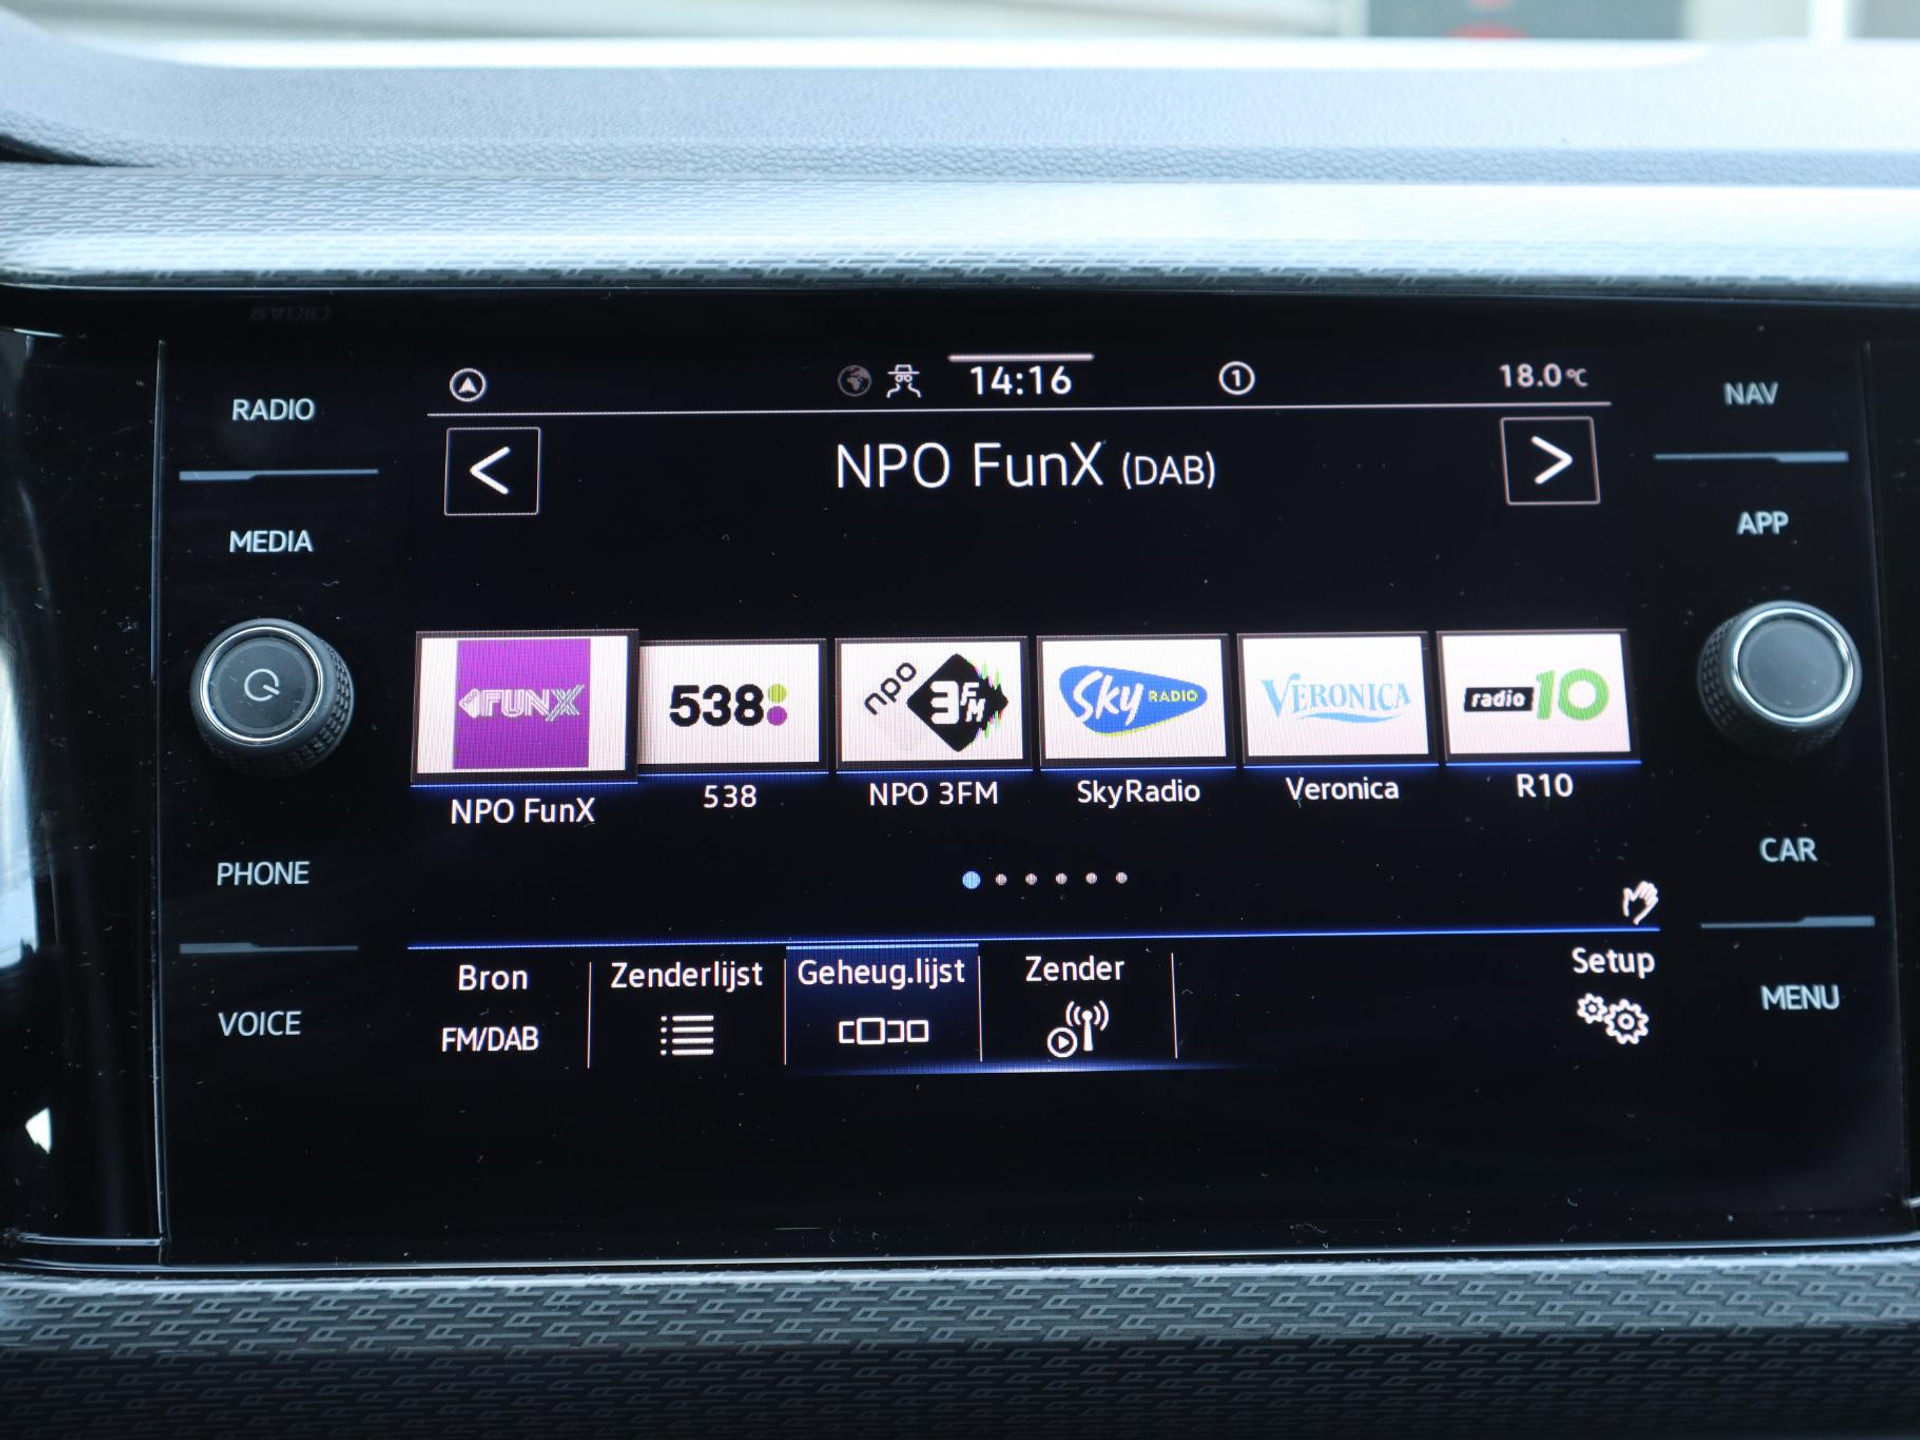 RADIO
MEDIA
PHONE
VOICE
14:16
1
18.0°C
< NPO FunX (DAB) >
FUNX
538
npo 3FM
Sky RADIO
VERONICA
radio 10
NPO FunX
538
NPO 3FM
SkyRadio
Veronica
R10
Bron
FM/DAB
Zenderlijst
Geheug.lijst
Zender
Setup
NAV
APP
CAR
MENU